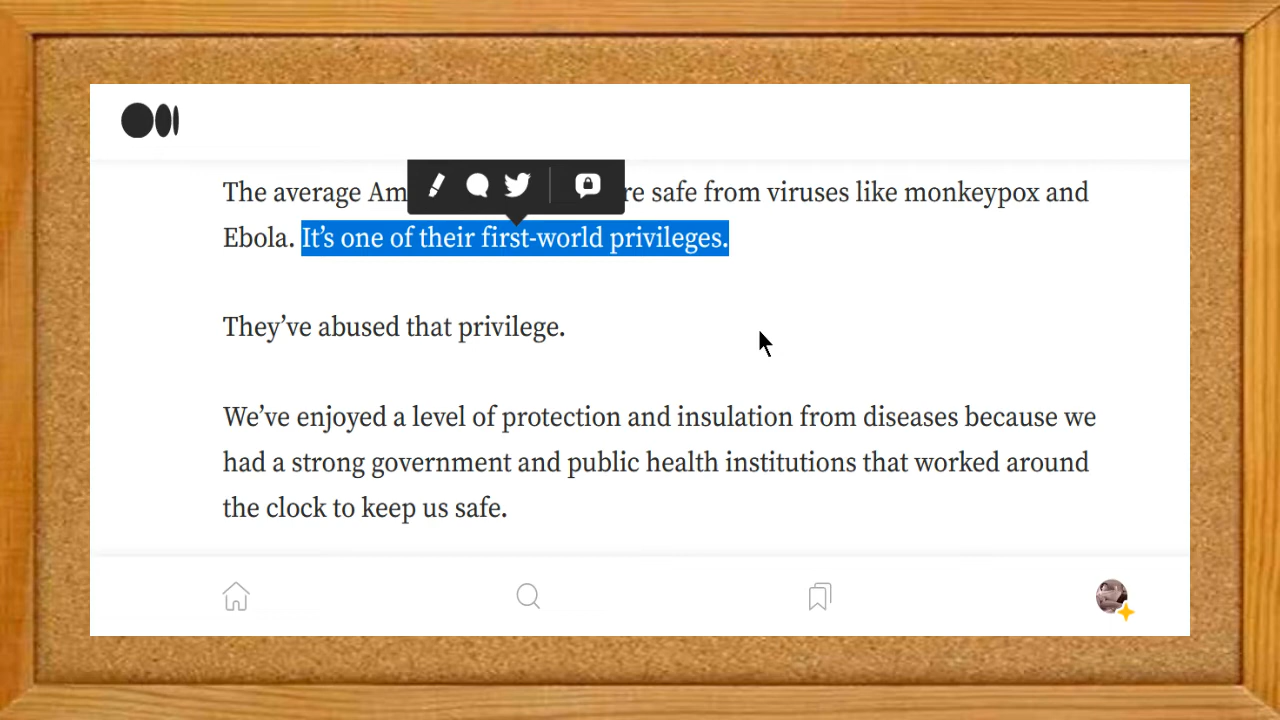 The average Am re safe from viruses like monkeypox and
Ebola. It’s one of their first-world privileges.
They’ve abused that privilege.
We’ve enjoyed a level of protection and insulation from diseases because we
had a strong government and public health institutions that worked around
the clock to keep us safe.